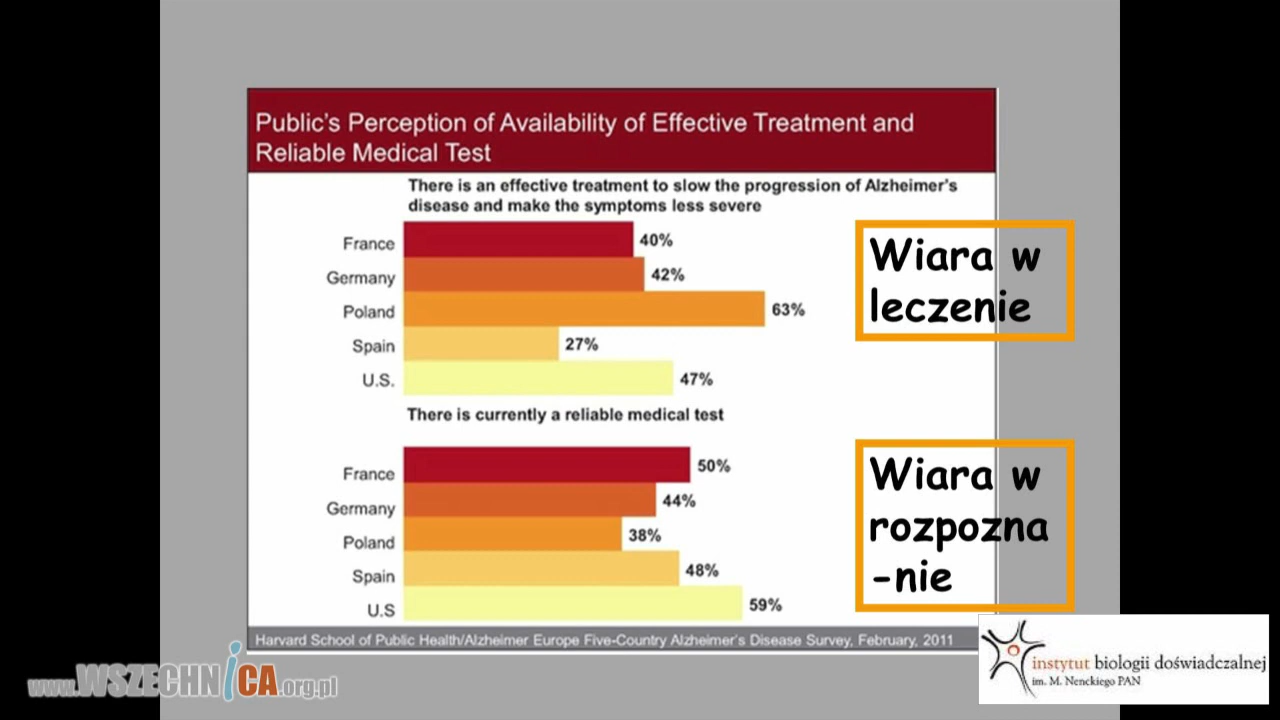 Public's Perception of Availability of Effective Treatment and
Reliable Medical Test
There is an effective treatment to slow the progression of Alzheimer's
disease and make the symptoms less severe
France 40%
Germany 42%
Poland 63%
Spain 27%
U.S. 47%
Wiara w
leczenie
There is currently a reliable medical test
France 50%
Germany 44%
Poland 38%
Spain 48%
U.S 59%
Wiara w
rozpozna
-nie
Harvard School of Public Health/Alzheimer Europe Five-Country Alzheimer's Disease Survey, February, 2011
www.WSZECHNICA.org.pl
instytut biologii doświadczalnej
im. M. Nenckiego PAN